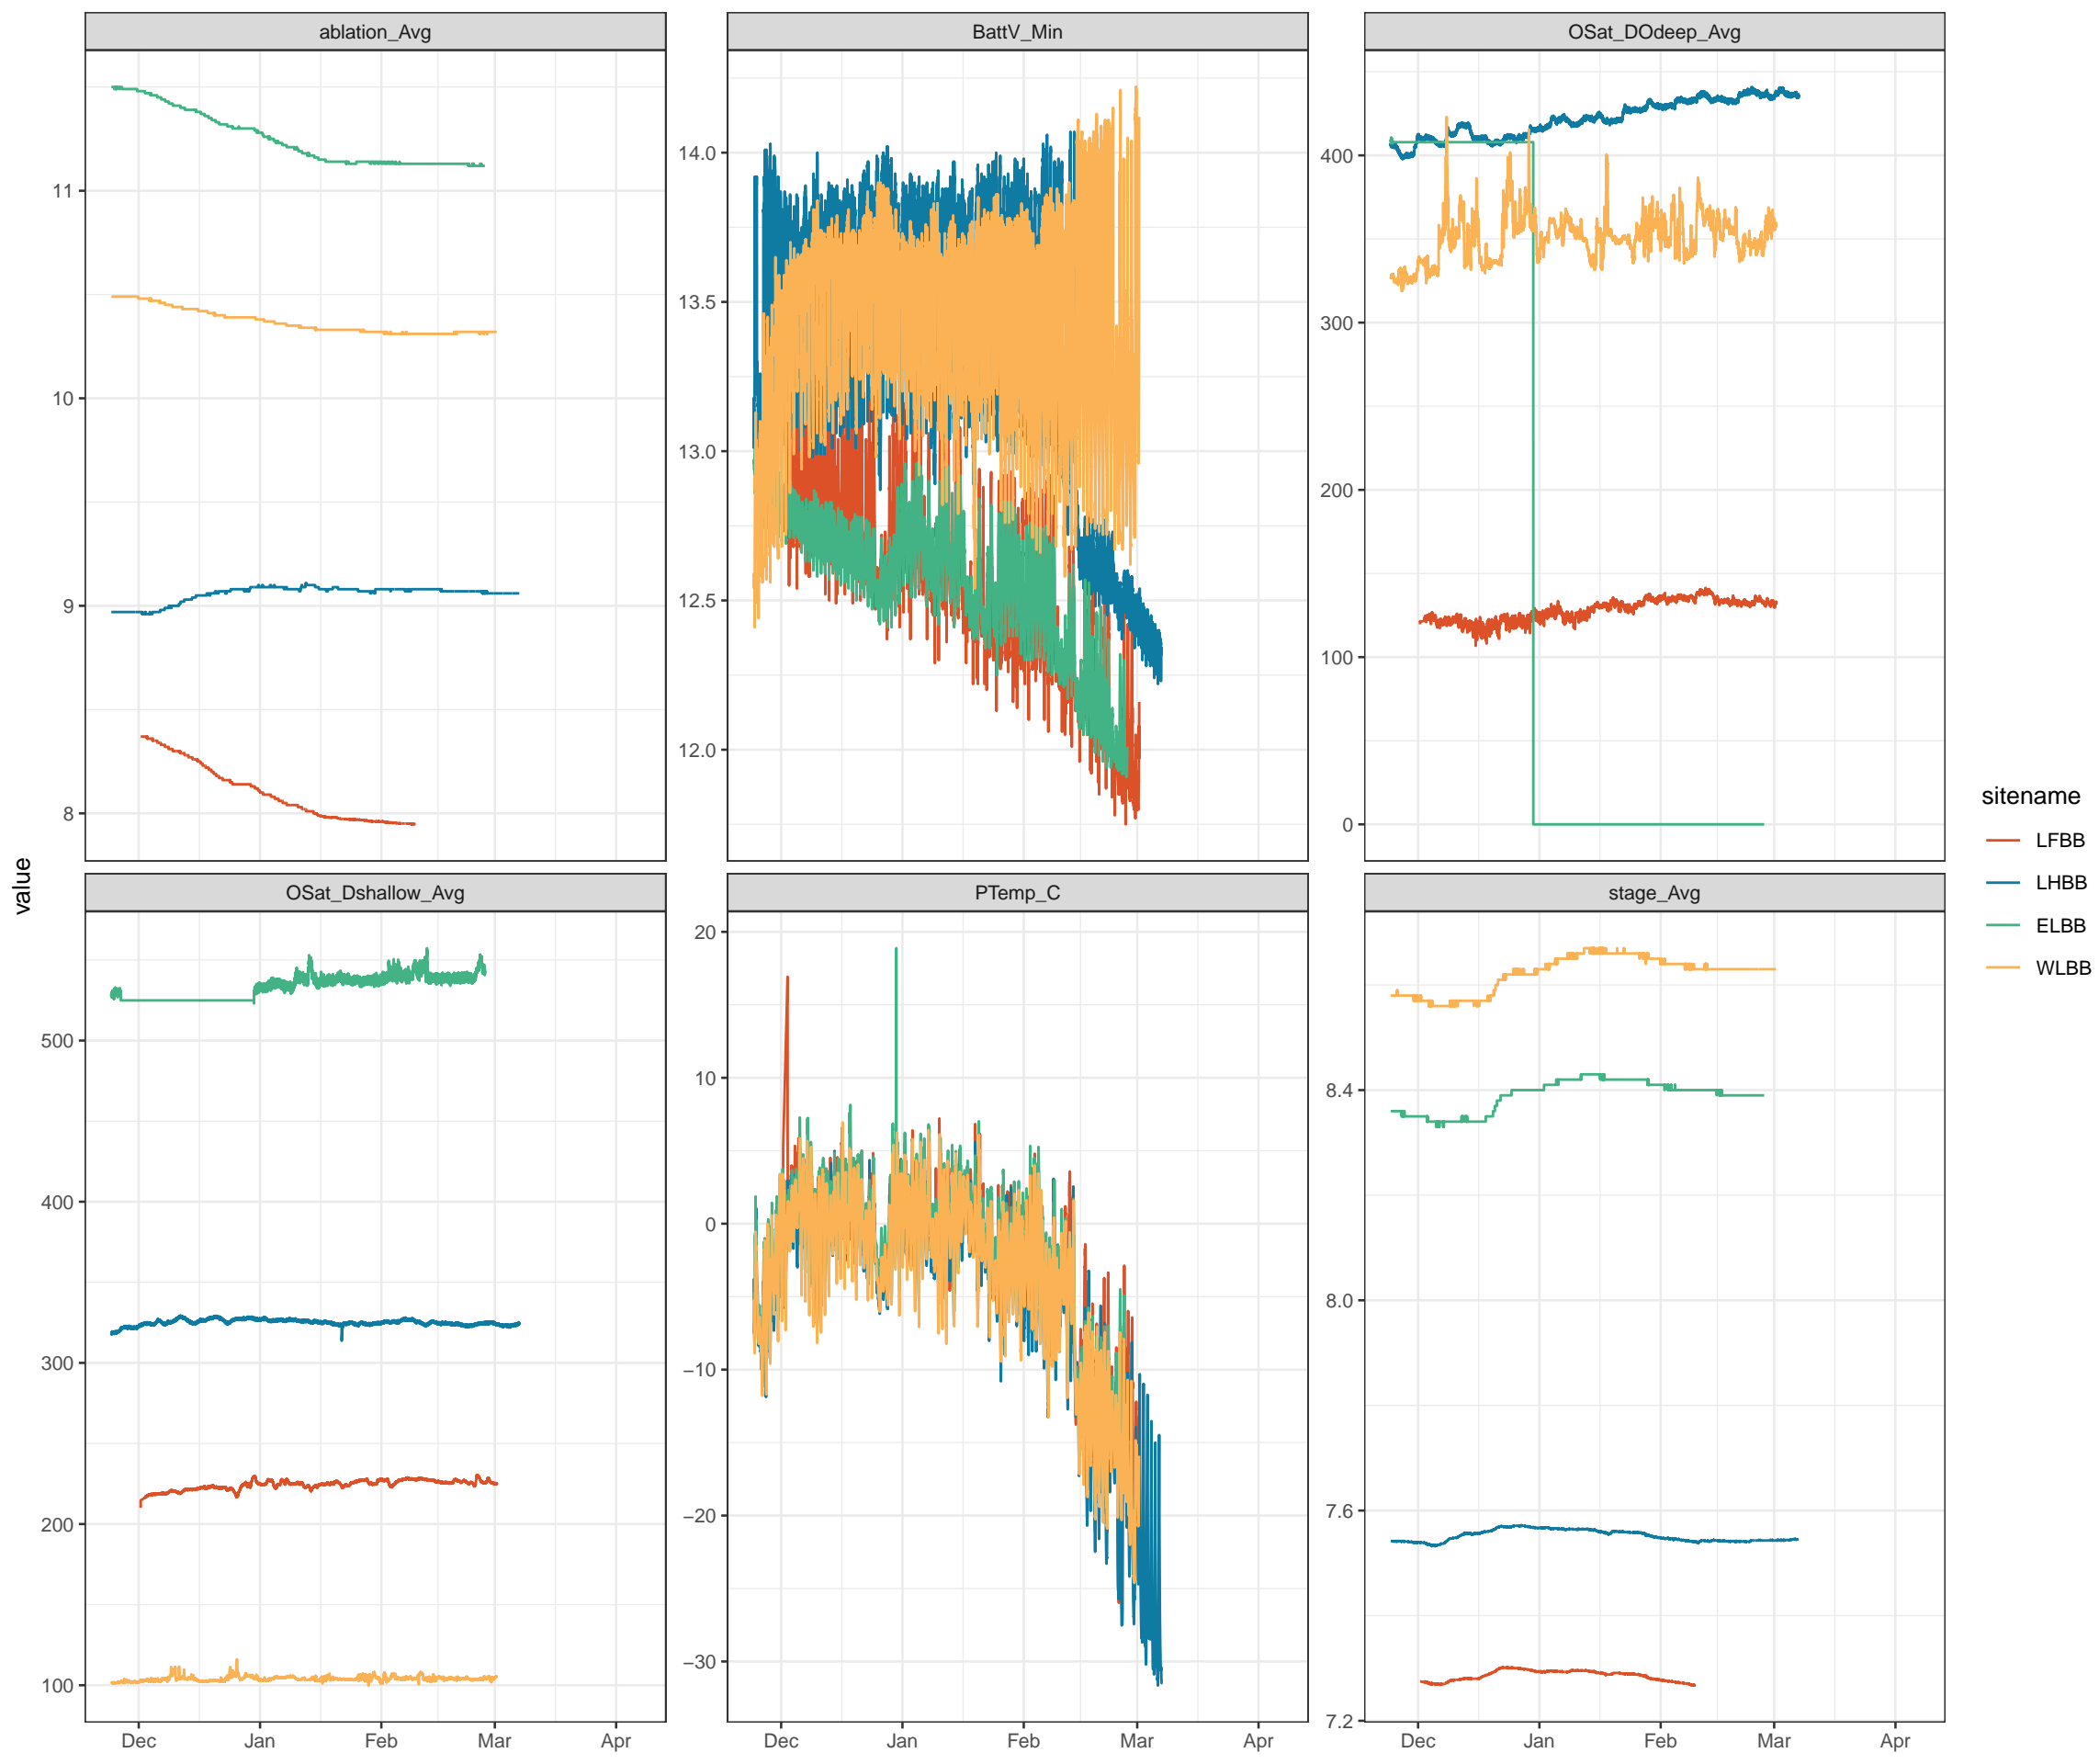 ablation_Avg
BattV_Min
OSat_DOdeep_Avg
11
10
9
8
14.0
13.5
13.0
12.5
12.0
400
300
200
100
0
value
OSat_Dshallow_Avg
PTemp_C
stage_Avg
500
400
300
200
100
20
10
0
−10
−20
−30
8.4
8.0
7.6
7.2
Dec Jan Feb Mar Apr
Dec Jan Feb Mar Apr
Dec Jan Feb Mar Apr
sitename
LFBB
LHBB
ELBB
WLBB